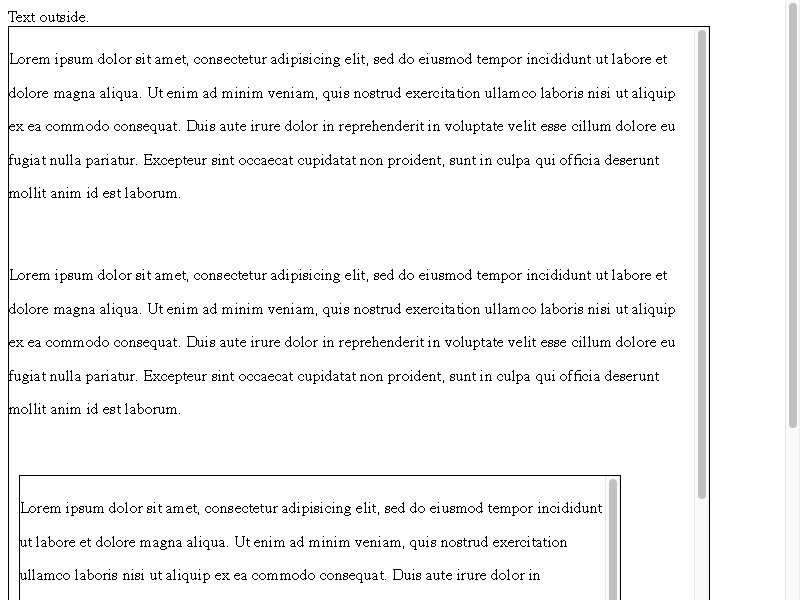 Text outside.
Lorem ipsum dolor sit amet, consectetur adipisicing elit, sed do eiusmod tempor incididunt ut labore et
dolore magna aliqua. Ut enim ad minim veniam, quis nostrud exercitation ullamco laboris nisi ut aliquip
ex ea commodo consequat. Duis aute irure dolor in reprehenderit in voluptate velit esse cillum dolore eu
fugiat nulla pariatur. Excepteur sint occaecat cupidatat non proident, sunt in culpa qui officia deserunt
mollit anim id est laborum.
Lorem ipsum dolor sit amet, consectetur adipisicing elit, sed do eiusmod tempor incididunt ut labore et
dolore magna aliqua. Ut enim ad minim veniam, quis nostrud exercitation ullamco laboris nisi ut aliquip
ex ea commodo consequat. Duis aute irure dolor in reprehenderit in voluptate velit esse cillum dolore eu
fugiat nulla pariatur. Excepteur sint occaecat cupidatat non proident, sunt in culpa qui officia deserunt
mollit anim id est laborum.
Lorem ipsum dolor sit amet, consectetur adipisicing elit, sed do eiusmod tempor incididunt
ut labore et dolore magna aliqua. Ut enim ad minim veniam, quis nostrud exercitation
ullamco laboris nisi ut aliquip ex ea commodo consequat. Duis aute irure dolor in